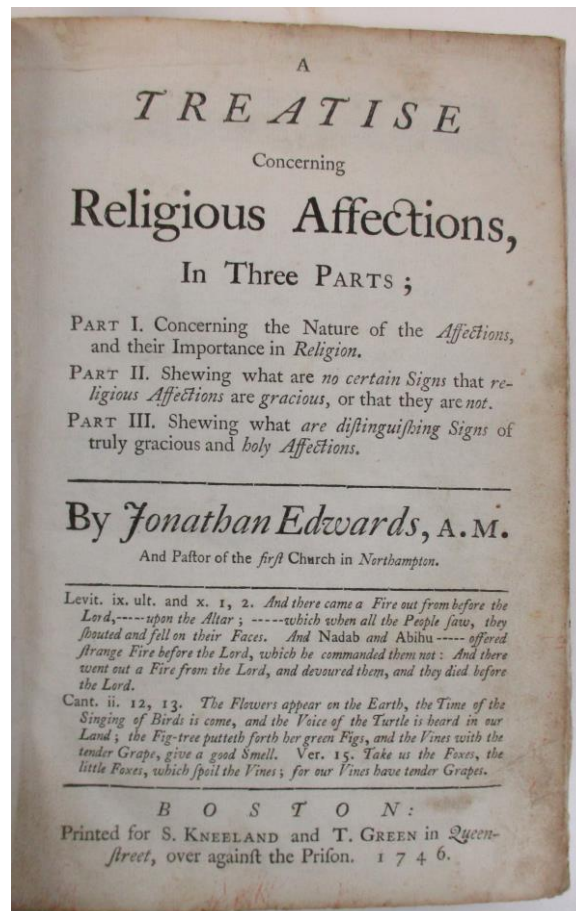 A
TREATISE
Concerning
Religious Affections,
In Three PARTS;
PART I. Concerning the Nature of the Affections,
and their Importance in Religion.
PART II. Shewing what are no certain Signs that re-
ligious Affections are gracious, or that they are not.
PART III. Shewing what are diſtinguiſhing Signs of
truly gracious and holy Affections.
By Jonathan Edwards, A.M.
And Paſtor of the firſt Church in Northampton.
Levit. ix. ult. and x. 1, 2. And there came a Fire out from before the
Lord,-----upon the Altar; -----which when all the People ſaw, they
ſhouted and fell on their Faces. And Nadab and Abihu ----- offered
ſtrange Fire before the Lord, which he commanded them not: And there
went out a Fire from the Lord, and devoured them, and they died before
the Lord.
Cant. ii. 12, 13. The Flowers appear on the Earth, the Time of the
Singing of Birds is come, and the Voice of the Turtle is heard in our
Land; the Fig-tree putteth forth her green Figs, and the Vines with the
tender Grape, give a good Smell. Ver. 15. Take us the Foxes, the
little Foxes, which ſpoil the Vines; for our Vines have tender Grapes.
BOSTON:
Printed for S. KNEELAND and T. GREEN in Queen-
ſtreet, over againſt the Priſon. 1746.